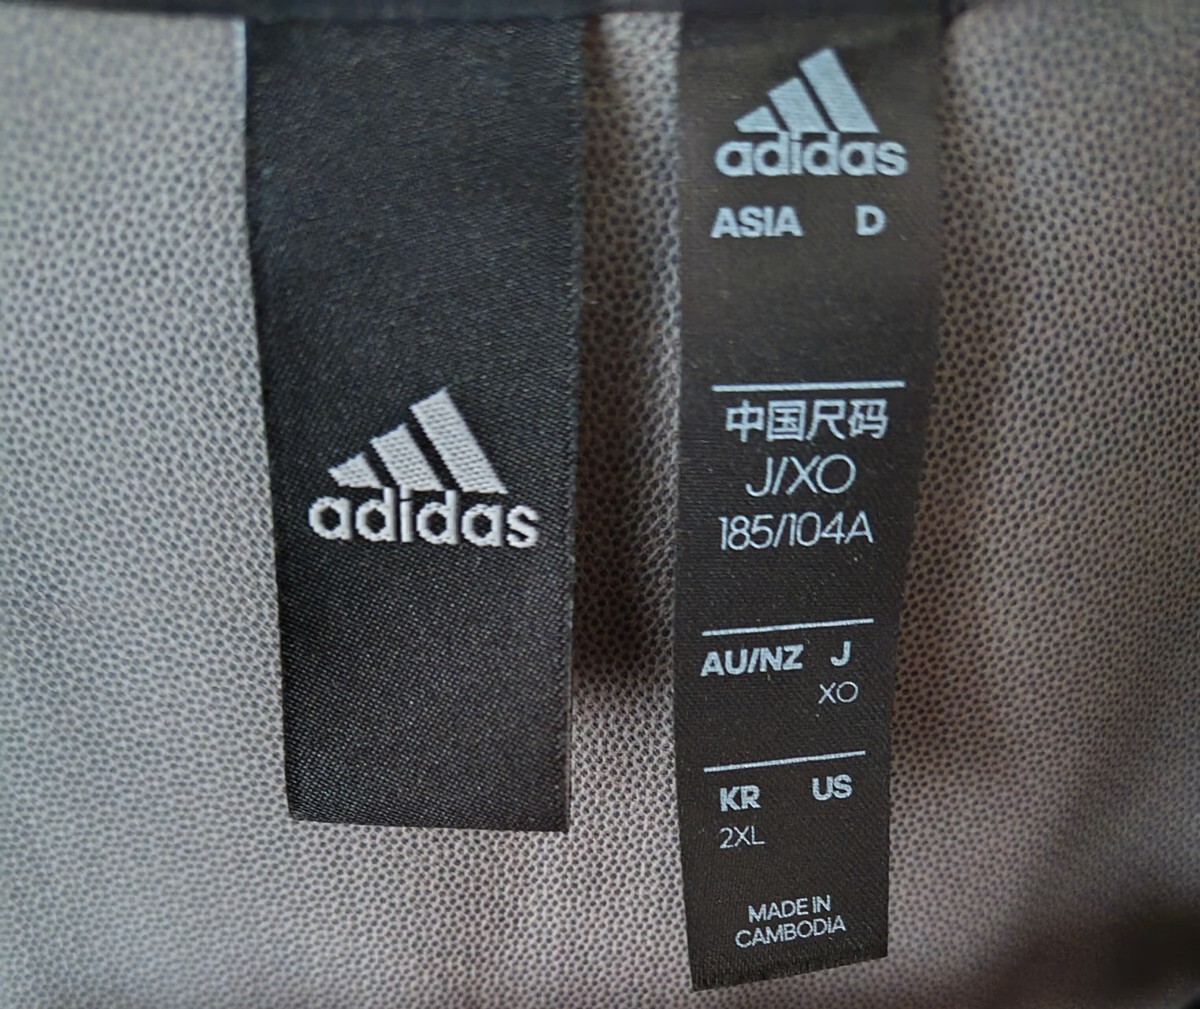 adidas
adidas
ASIA D
中国尺码
J/XO
185/104A
AU/NZ J
XO
KR US
2XL
MADE IN
CAMBODIA